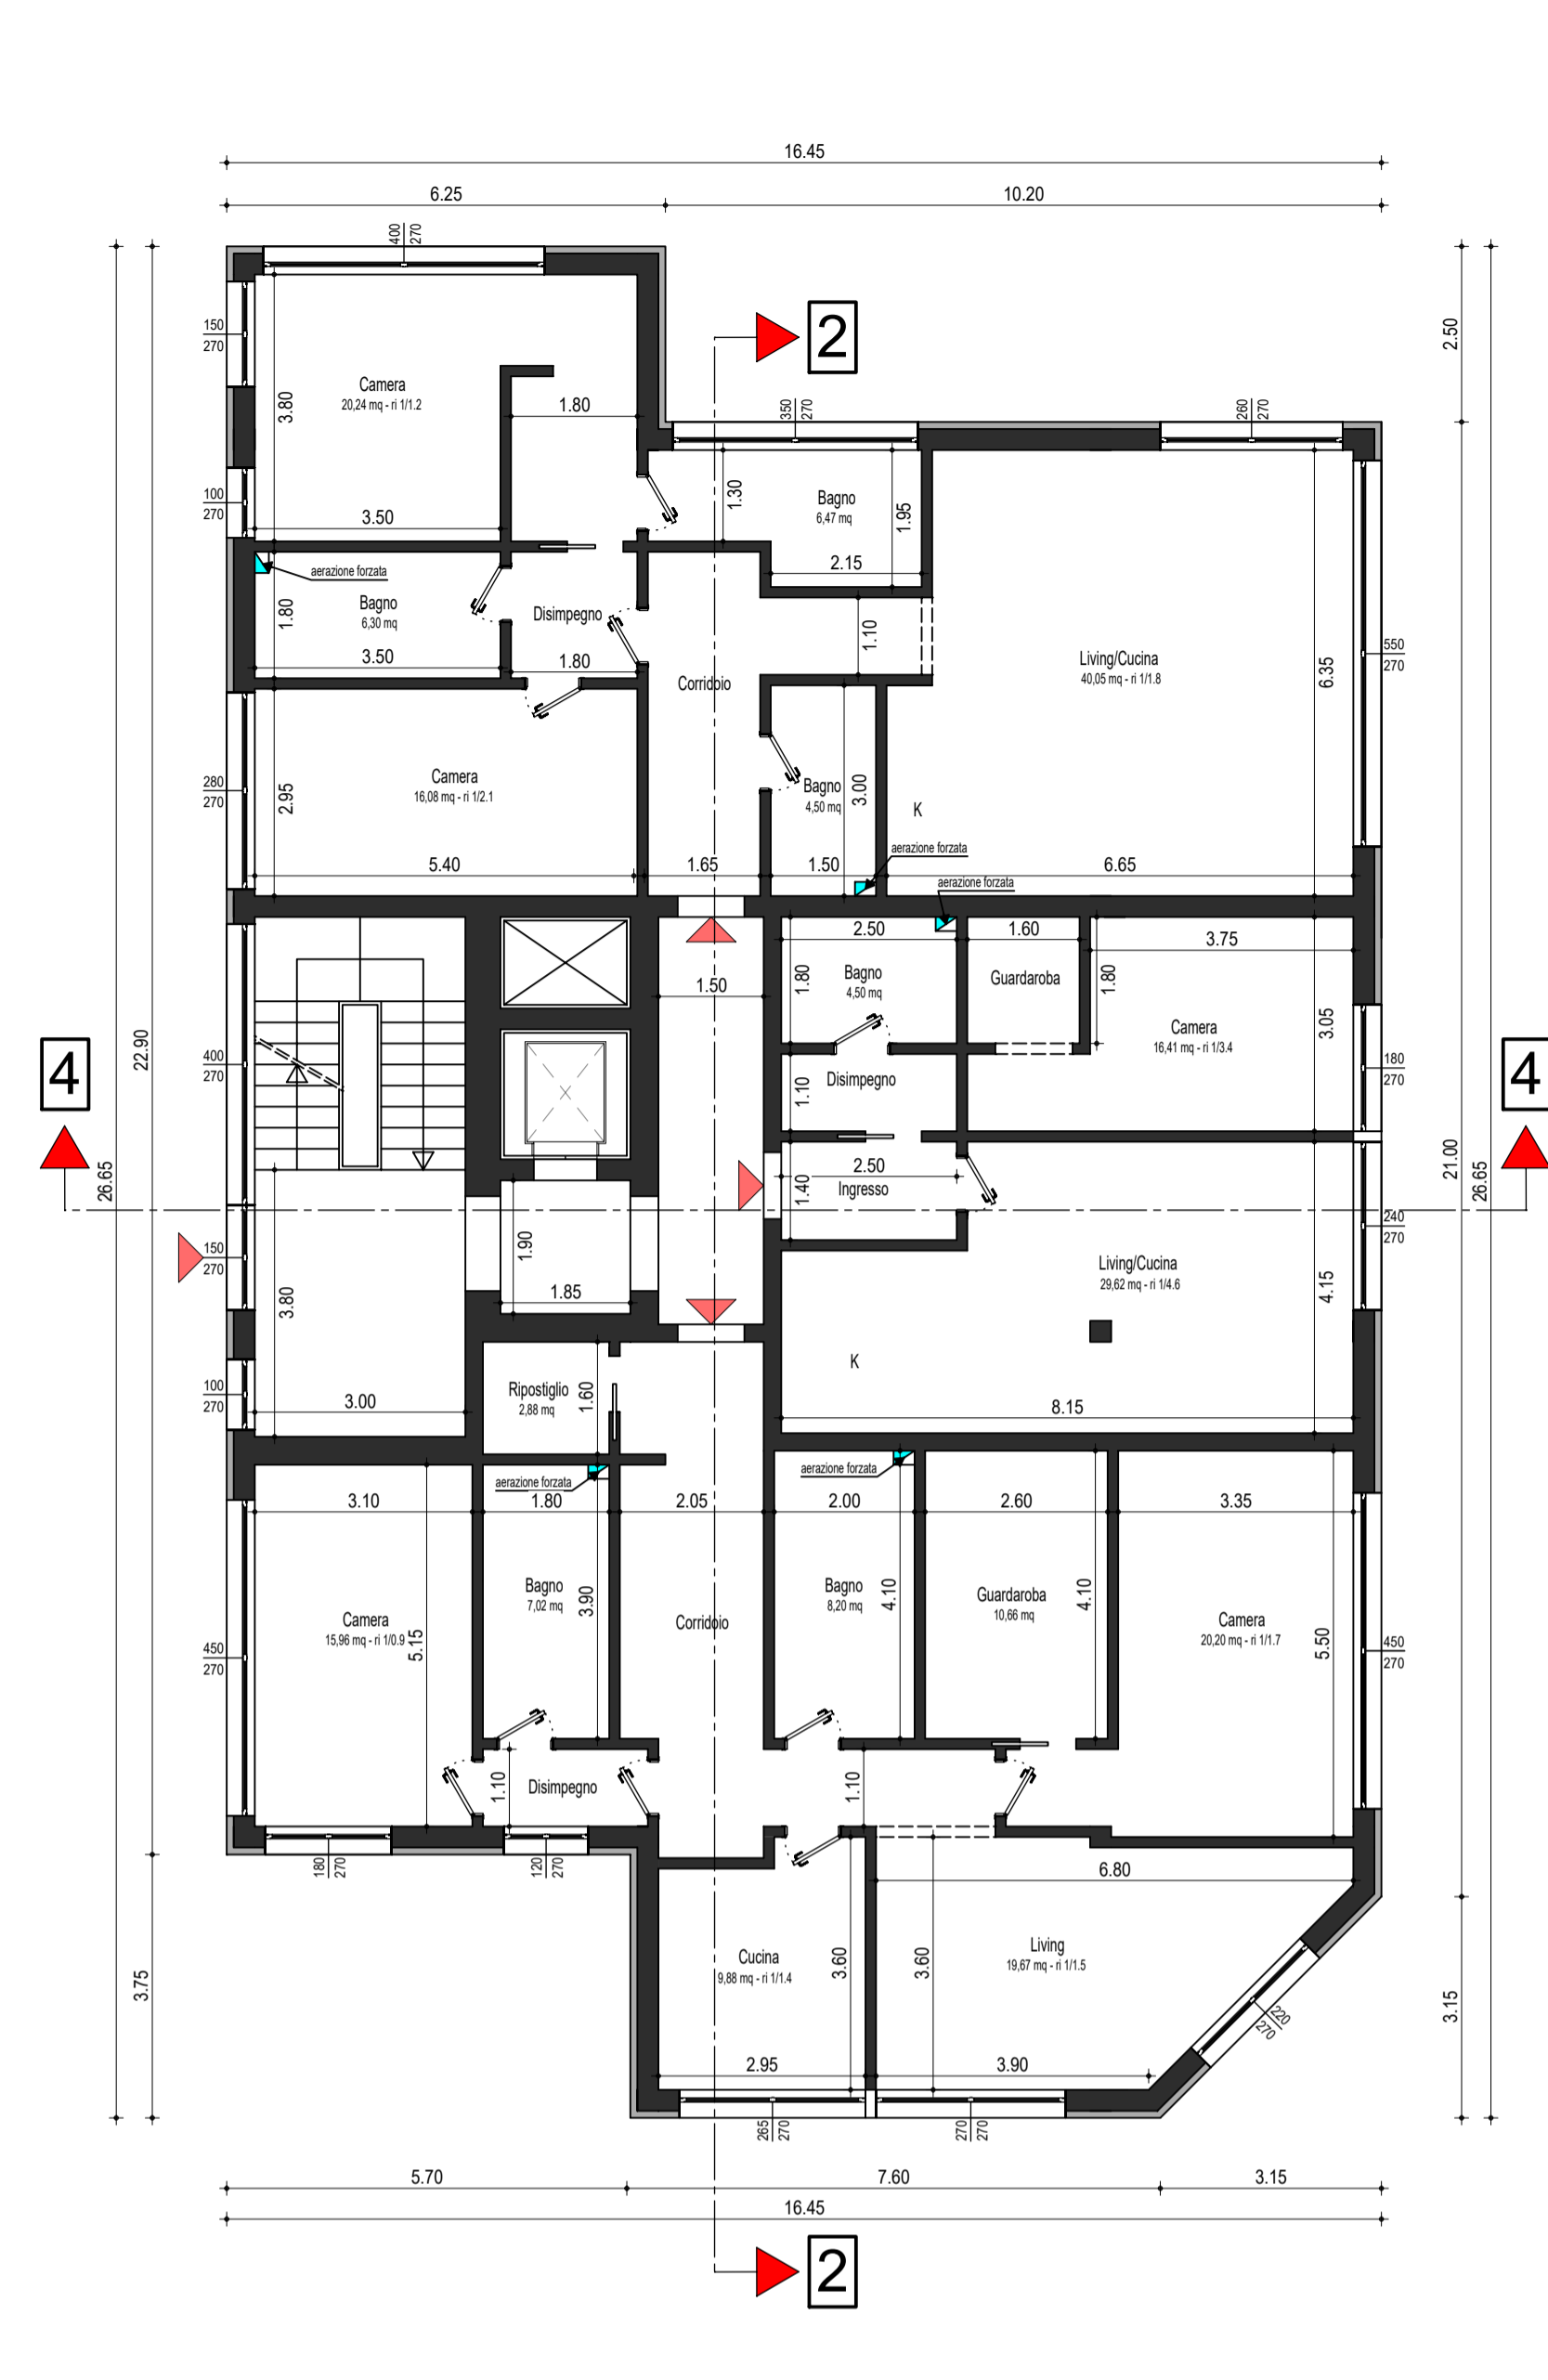 16.45
6.25
10.20
400
270
150
270
2.50
2
Camera
20,24 mq - ri 1/1.2
3.80
1.80
350
270
260
270
100
270
3.50
1.30
Bagno
6,47 mq
1.95
2.15
aerazione forzata
Bagno
6,30 mq
1.80
3.50
Disimpegno
1.80
1.10
Corridoio
Living/Cucina
40,05 mq - ri 1/1.8
6.35
550
270
280
270
Camera
16,08 mq - ri 1/2.1
2.95
Bagno
4,50 mq
3.00
K
aerazione forzata
5.40
1.65
1.50
6.65
aerazione forzata
2.50
1.60
3.75
1.50
Bagno
4,50 mq
1.80
Guardaroba
1.80
Camera
16,41 mq - ri 1/3.4
3.05
22.90
4
400
270
180
270
4
Disimpegno
1.10
26.65
21.00
26.65
2.50
Ingresso
1.40
240
270
150
270
1.90
1.85
3.80
Living/Cucina
29,62 mq - ri 1/4.6
4.15
K
100
270
3.00
Ripostiglio
2,88 mq
1.60
8.15
aerazione forzata
aerazione forzata
3.10
1.80
2.05
2.00
2.60
3.35
Bagno
7,02 mq
3.90
Bagno
8,20 mq
4.10
Guardaroba
10,66 mq
4.10
Camera
15,96 mq - ri 1/0.9
5.15
Corridoio
Camera
20,20 mq - ri 1/1.7
5.50
450
270
450
270
1.10
Disimpegno
1.10
180
270
120
270
6.80
3.75
Cucina
9,88 mq - ri 1/1.4
3.60
3.60
Living
19,67 mq - ri 1/1.5
220
270
3.15
2.95
3.90
265
270
270
270
5.70
7.60
3.15
16.45
2